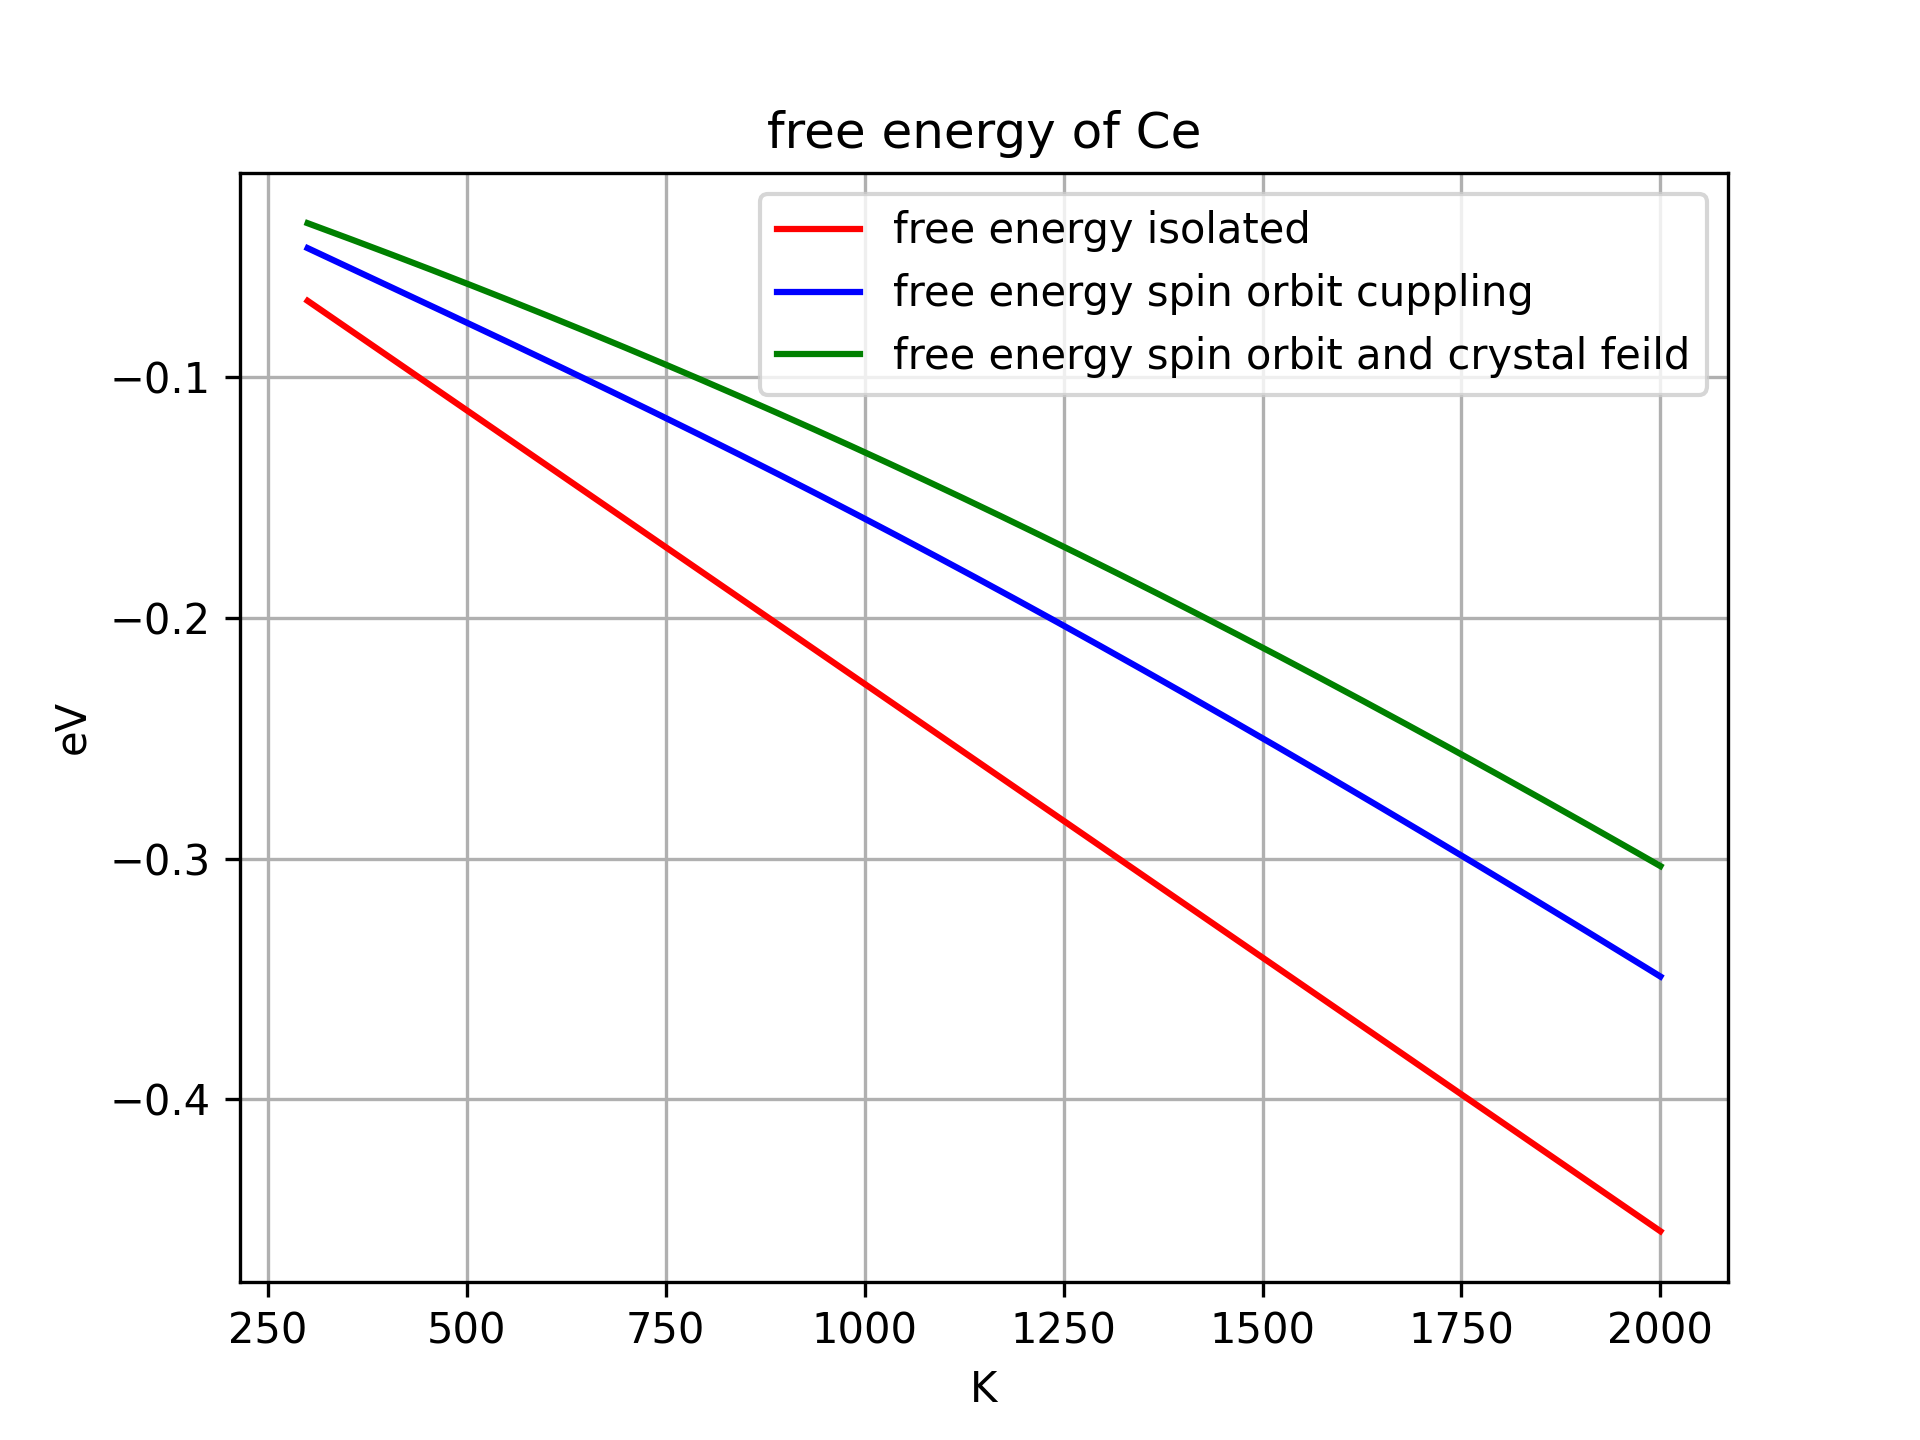 free energy of Ce
free energy isolated
free energy spin orbit cuppling
free energy spin orbit and crystal feild
−0.1
−0.2
−0.3
−0.4
eV
250 500 750 1000 1250 1500 1750 2000
K